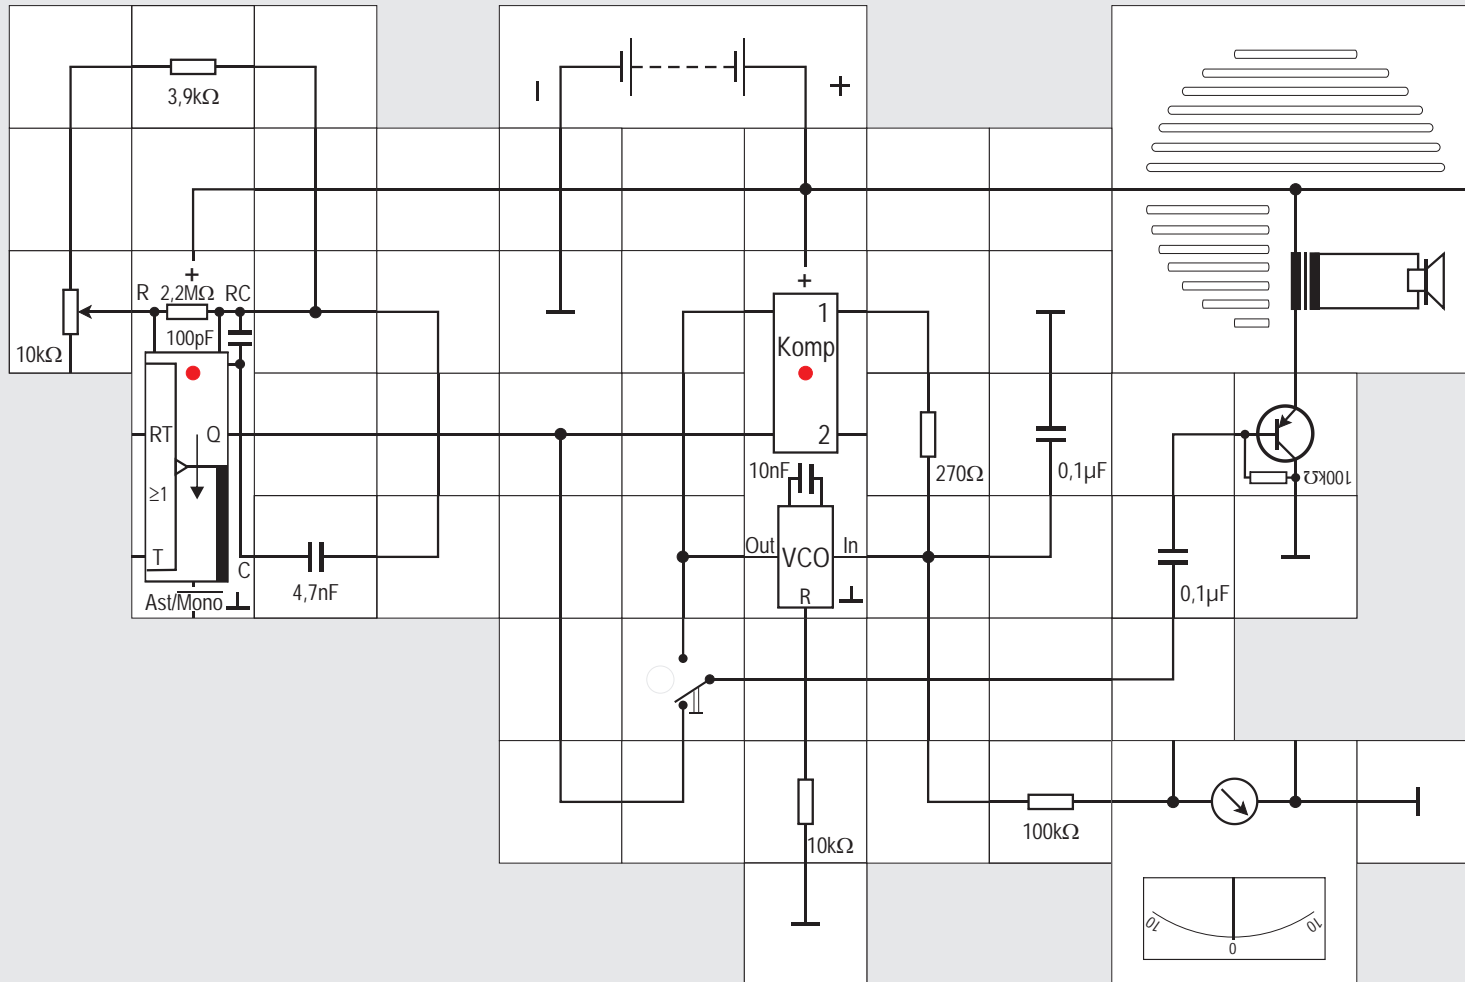 3,9kΩ
− +
+
R 2,2MΩ RC
100pF
10kΩ
RT Q
≥1
T
C
Ast/Mono
4,7nF
+
1
Komp
2
10nF
270Ω
0,1µF
100kΩ
Out VCO In
R
0,1µF
10kΩ
100kΩ
10 0 10